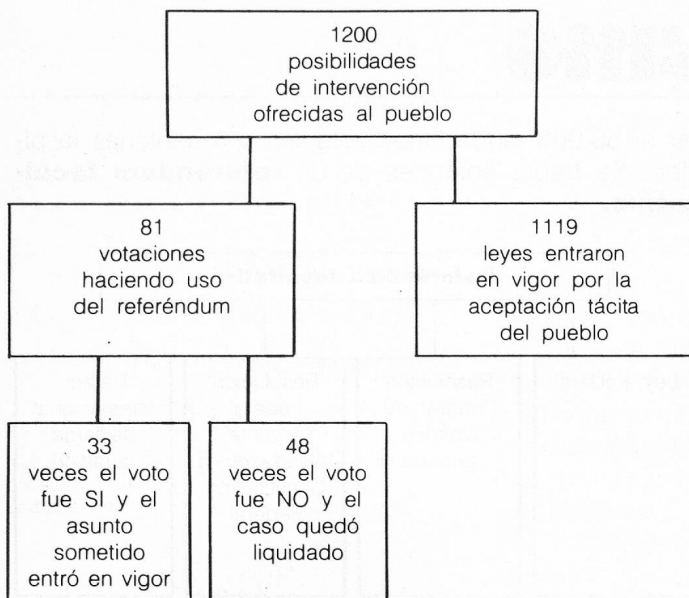 1200
posibilidades
de intervención
ofrecidas al pueblo
81
votaciones
haciendo uso
del referéndum
1119
leyes entraron
en vigor por la
aceptación tácita
del pueblo
33
veces el voto
fue SI y el
asunto
sometido
entró en vigor
48
veces el voto
fue NO y el
caso quedó
liquidado